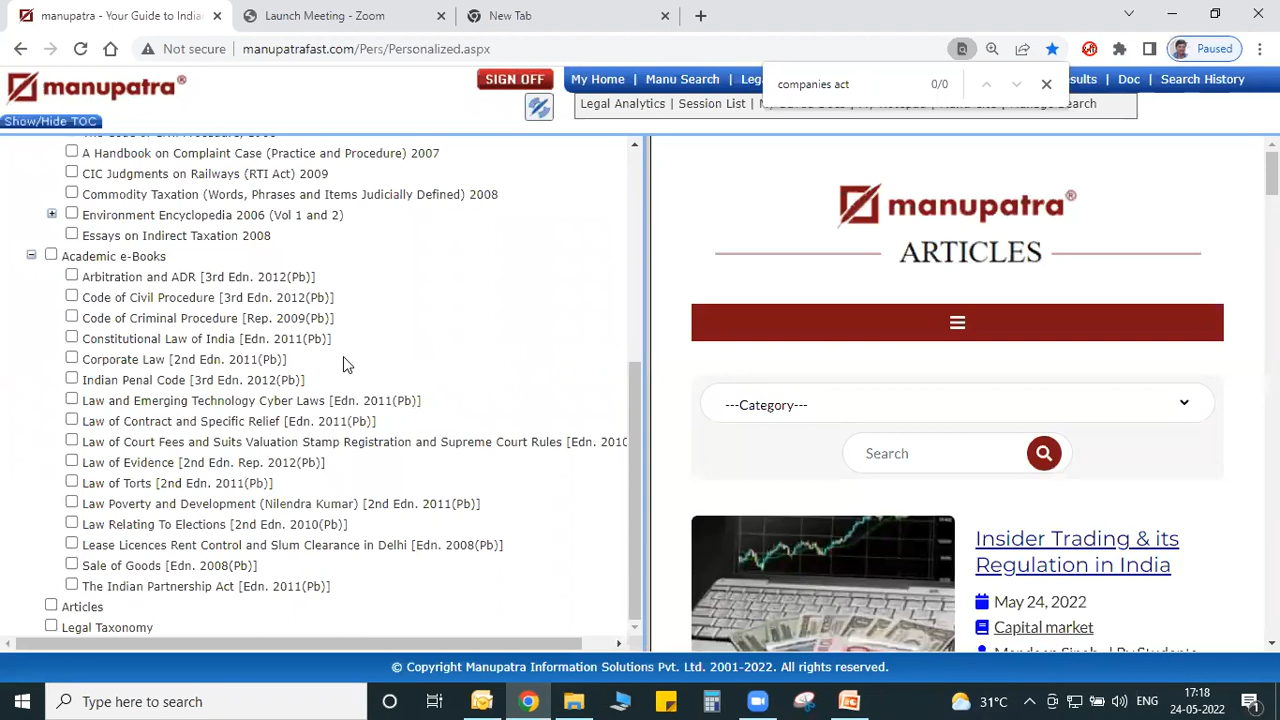 manupatra - Your Guide to Indian
Launch Meeting - Zoom
New Tab
Not secure
manupatrafast.com/Pers/Personalized.aspx
Paused
manupatra®
SIGN OFF
My Home
Manu Search
companies act
0/0
Doc
Search History
Legal Analytics
Session List
Show/Hide TOC
A Handbook on Complaint Case (Practice and Procedure) 2007
CIC Judgments on Railways (RTI Act) 2009
Commodity Taxation (Words, Phrases and Items Judicially Defined) 2008
Environment Encyclopedia 2006 (Vol 1 and 2)
Essays on Indirect Taxation 2008
Academic e-Books
Arbitration and ADR [3rd Edn. 2012(Pb)]
Code of Civil Procedure [3rd Edn. 2012(Pb)]
Code of Criminal Procedure [Rep. 2009(Pb)]
Constitutional Law of India [Edn. 2011(Pb)]
Corporate Law [2nd Edn. 2011(Pb)]
Indian Penal Code [3rd Edn. 2012(Pb)]
Law and Emerging Technology Cyber Laws [Edn. 2011(Pb)]
Law of Contract and Specific Relief [Edn. 2011(Pb)]
Law of Court Fees and Suits Valuation Stamp Registration and Supreme Court Rules [Edn. 2010
Law of Evidence [2nd Edn. Rep. 2012(Pb)]
Law of Torts [2nd Edn. 2011(Pb)]
Law Poverty and Development (Nilendra Kumar) [2nd Edn. 2011(Pb)]
Law Relating To Elections [2nd Edn. 2010(Pb)]
Lease Licences Rent Control and Slum Clearance in Delhi [Edn. 2008(Pb)]
Sale of Goods [Edn. 2008(Pb)]
The Indian Partnership Act [Edn. 2011(Pb)]
Articles
Legal Taxonomy
manupatra®
ARTICLES
---Category---
Search
Insider Trading & its
Regulation in India
May 24, 2022
Capital market
© Copyright Manupatra Information Solutions Pvt. Ltd. 2001-2022. All rights reserved.
Type here to search
31°C
ENG
17:18
24-05-2022